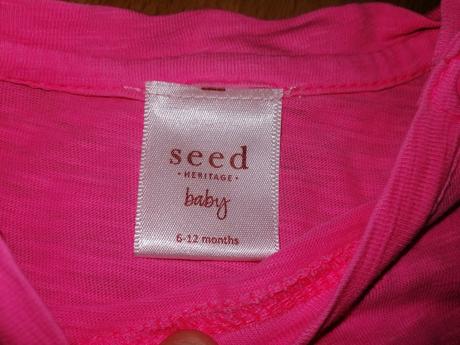 seed
• HERITAGE •
baby
6-12 months